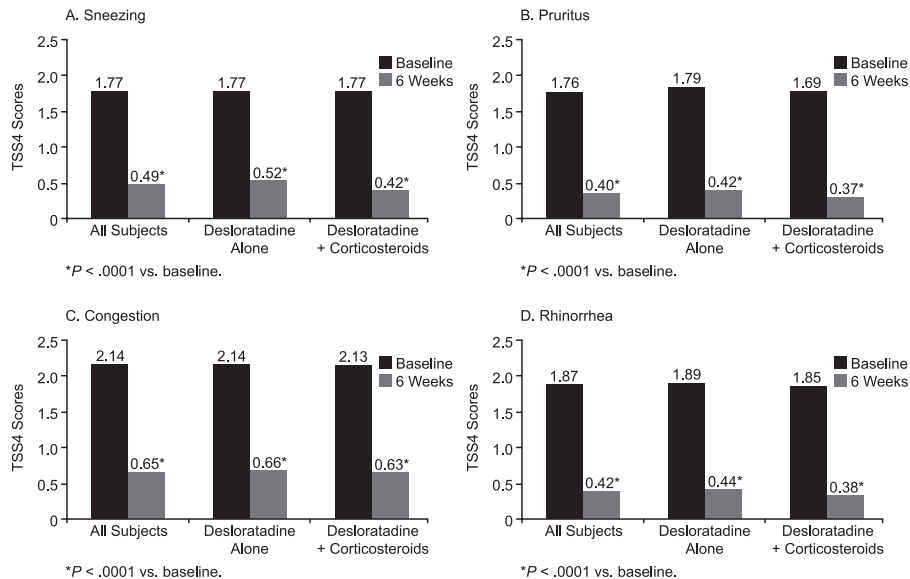 A. Sneezing
2.5
2.0
1.5
1.0
0.5
0
TSS4 Scores
1.77
0.49*
1.77
0.52*
1.77
0.42*
Baseline
6 Weeks
All Subjects
Desloratadine
Alone
Desloratadine
+ Corticosteroids
*P < .0001 vs. baseline.
B. Pruritus
2.5
2.0
1.5
1.0
0.5
0
TSS4 Scores
1.76
0.40*
1.79
0.42*
1.69
0.37*
Baseline
6 Weeks
All Subjects
Desloratadine
Alone
Desloratadine
+ Corticosteroids
*P < .0001 vs. baseline.
C. Congestion
2.5
2.0
1.5
1.0
0.5
0
TSS4 Scores
2.14
0.65*
2.14
0.66*
2.13
0.63*
Baseline
6 Weeks
All Subjects
Desloratadine
Alone
Desloratadine
+ Corticosteroids
*P < .0001 vs. baseline.
D. Rhinorrhea
2.5
2.0
1.5
1.0
0.5
0
TSS4 Scores
1.87
0.42*
1.89
0.44*
1.85
0.38*
Baseline
6 Weeks
All Subjects
Desloratadine
Alone
Desloratadine
+ Corticosteroids
*P < .0001 vs. baseline.